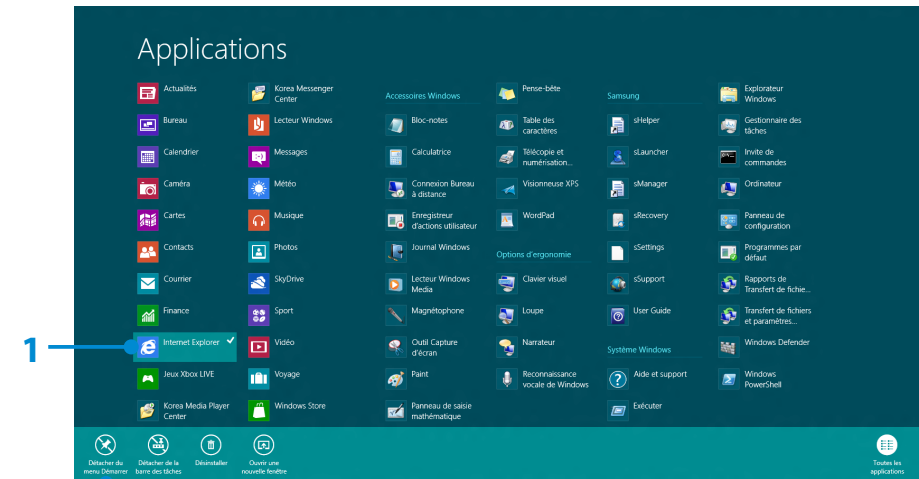 Applications
Actualités
Bureau
Calendrier
Caméra
Cartes
Contacts
Courrier
Finance
Internet Explorer
Jeux Xbox LIVE
Korea Media Player
Center
Korea Messenger
Center
Lecteur Windows
Messages
Météo
Musique
Photos
SkyDrive
Sport
Vidéo
Voyage
Windows Store
Accessoires Windows
Bloc-notes
Calculatrice
Connexion Bureau
à distance
Enregistreur
d'actions utilisateur
Journal Windows
Lecteur Windows
Media
Magnétophone
Outil Capture
d'écran
Paint
Panneau de saisie
mathématique
Pense-bête
Table des
caractères
Télécopie et
numérisation...
Visionneuse XPS
WordPad
Options d'ergonomie
Clavier visuel
Loupe
Narrateur
Reconnaissance
vocale de Windows
Samsung
sHelper
sLauncher
sManager
sRecovery
sSettings
sSupport
User Guide
Système Windows
Aide et support
Exécuter
Explorateur
Windows
Gestionnaire des
tâches
Invite de
commandes
Ordinateur
Panneau de
configuration
Programmes par
défaut
Rapports de
Transfert de fichie...
Transfert de fichiers
et paramètres...
Windows Defender
Windows
PowerShell
1
Détacher du
menu Démarrer
Détacher de la
barre des tâches
Désinstaller
Ouvrir une
nouvelle fenêtre
Toutes les
applications